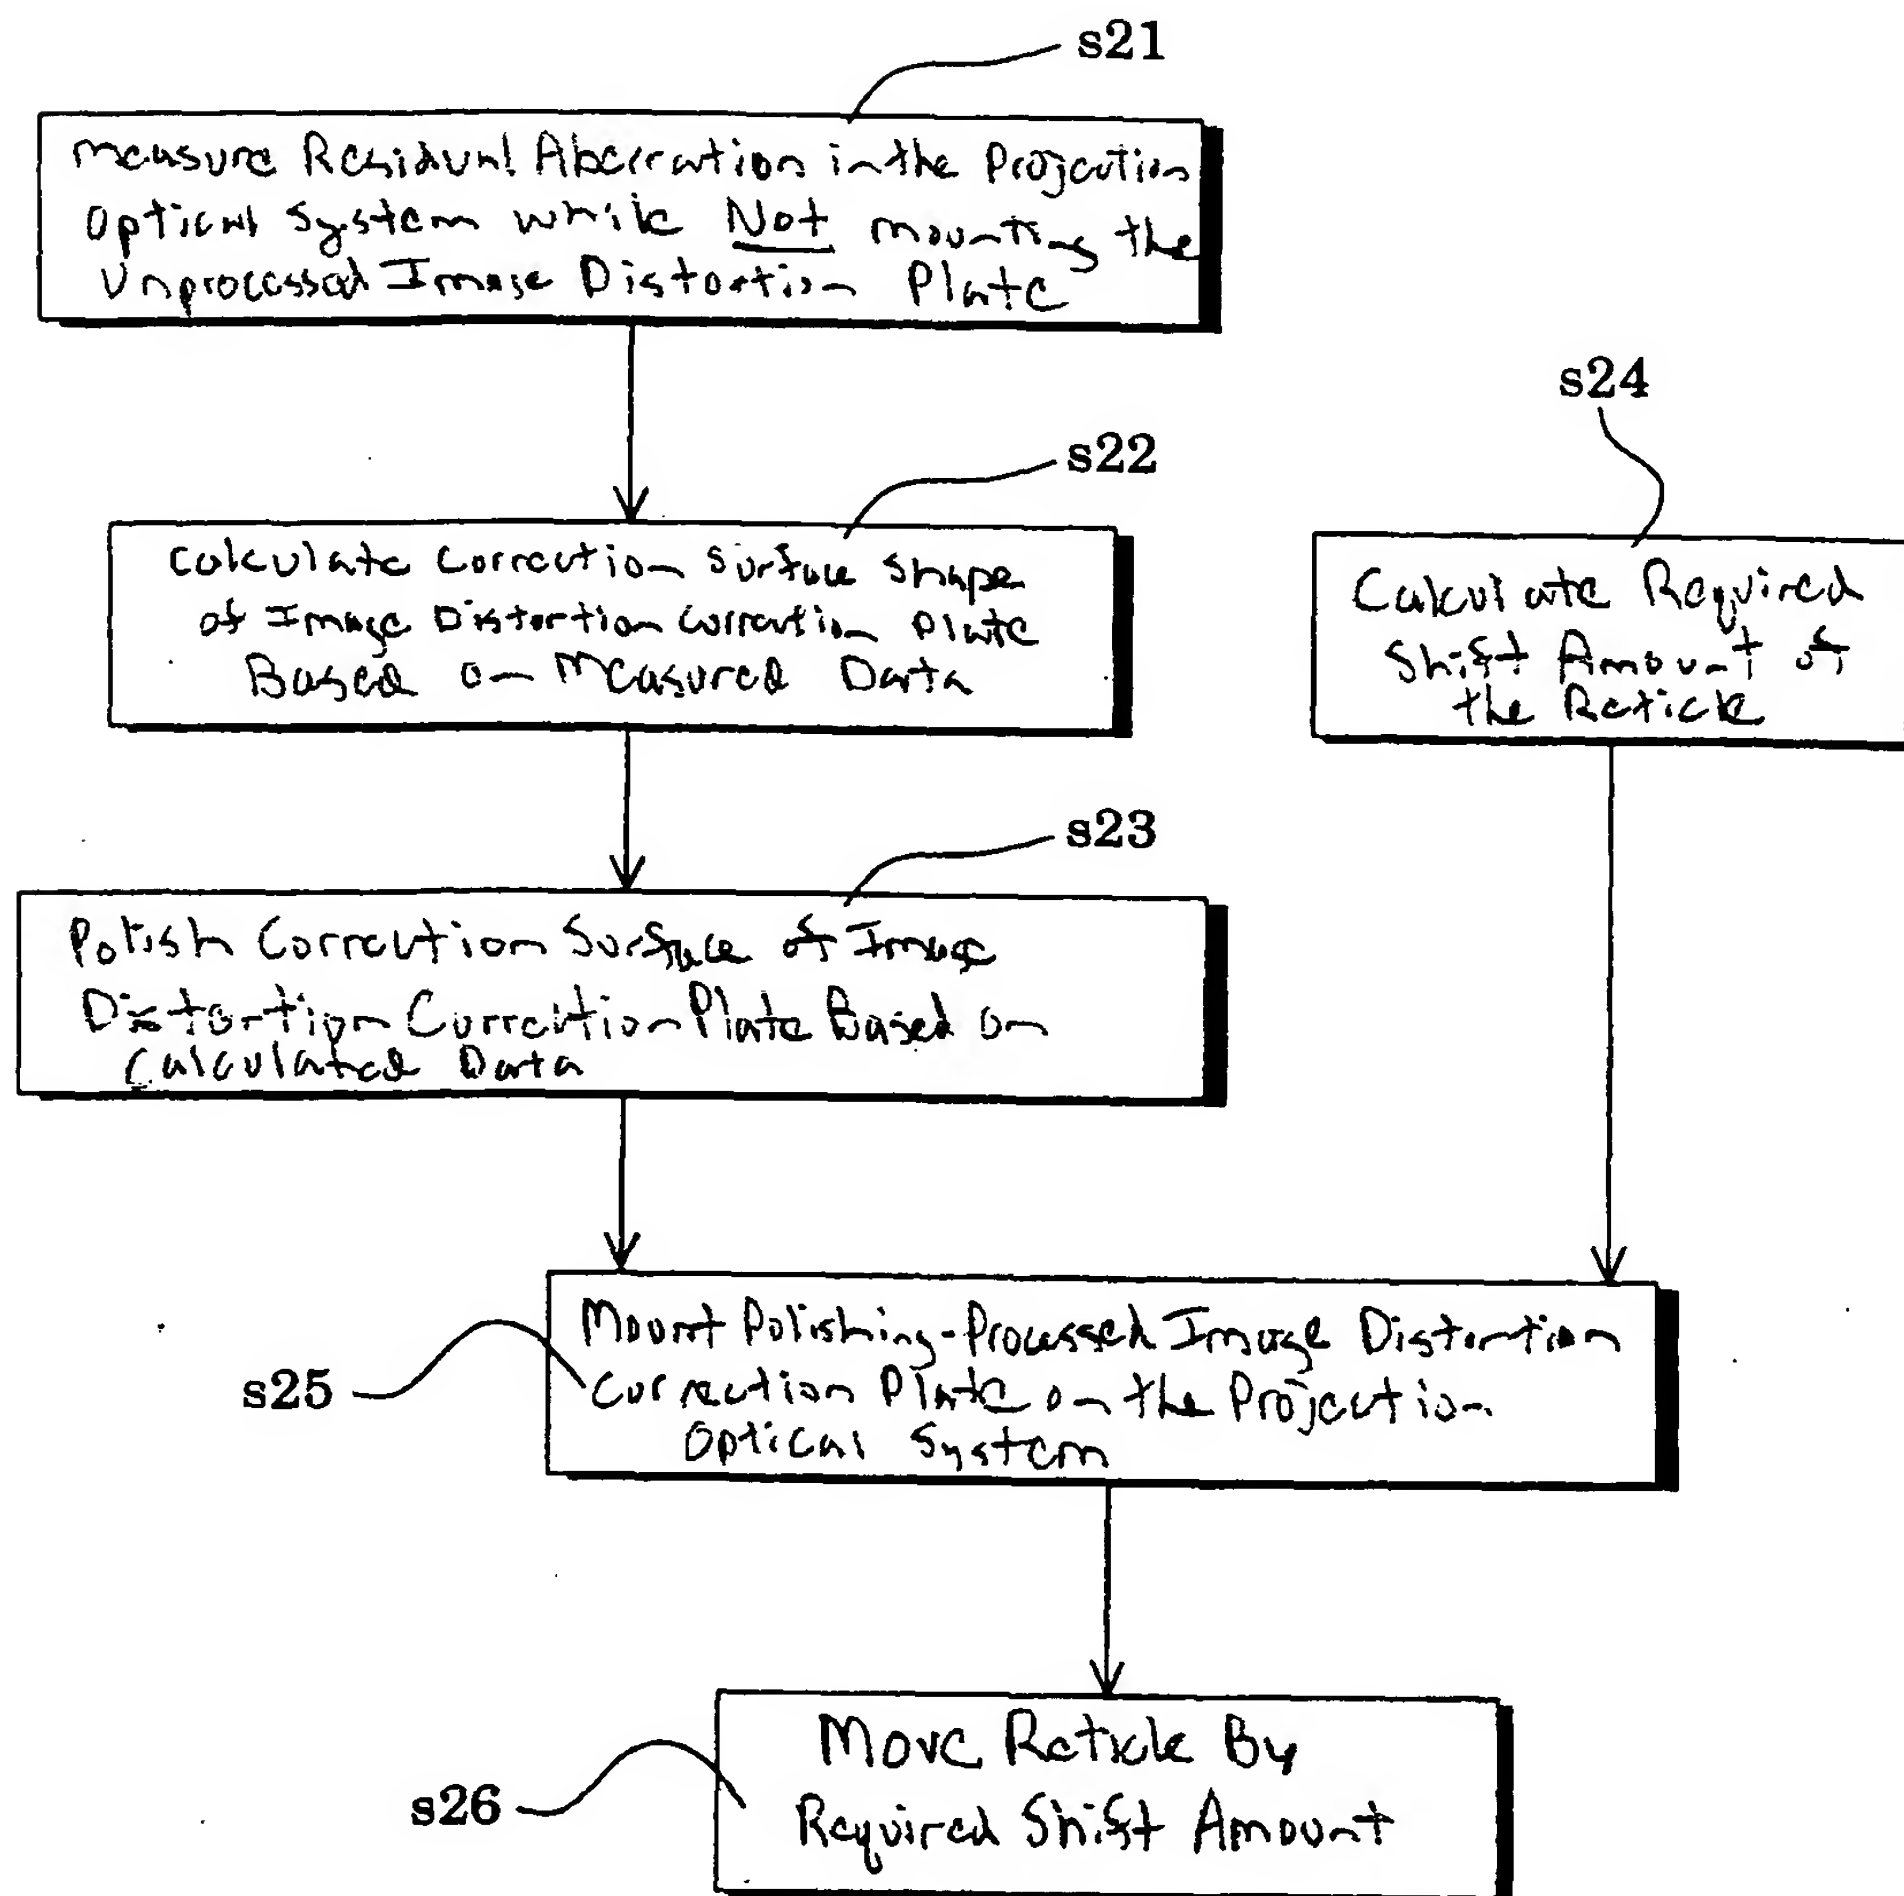 s21
Measure Residual Aberration in the Projection
Optical System while Not mounting the
Unprocessed Image Distortion Plate
s22
Calculate Correction Surface Shape
of Image Distortion Correction Plate
Based on Measured Data
s24
Calculate Required
Shift Amount of
the Reticle
s23
Polish Correction Surface of Image
Distortion Correction Plate Based on
Calculated Data
s25
Mount Polishing-Processed Image Distortion
Correction Plate on the Projection
Optical System
s26
Move Reticle By
Required Shift Amount